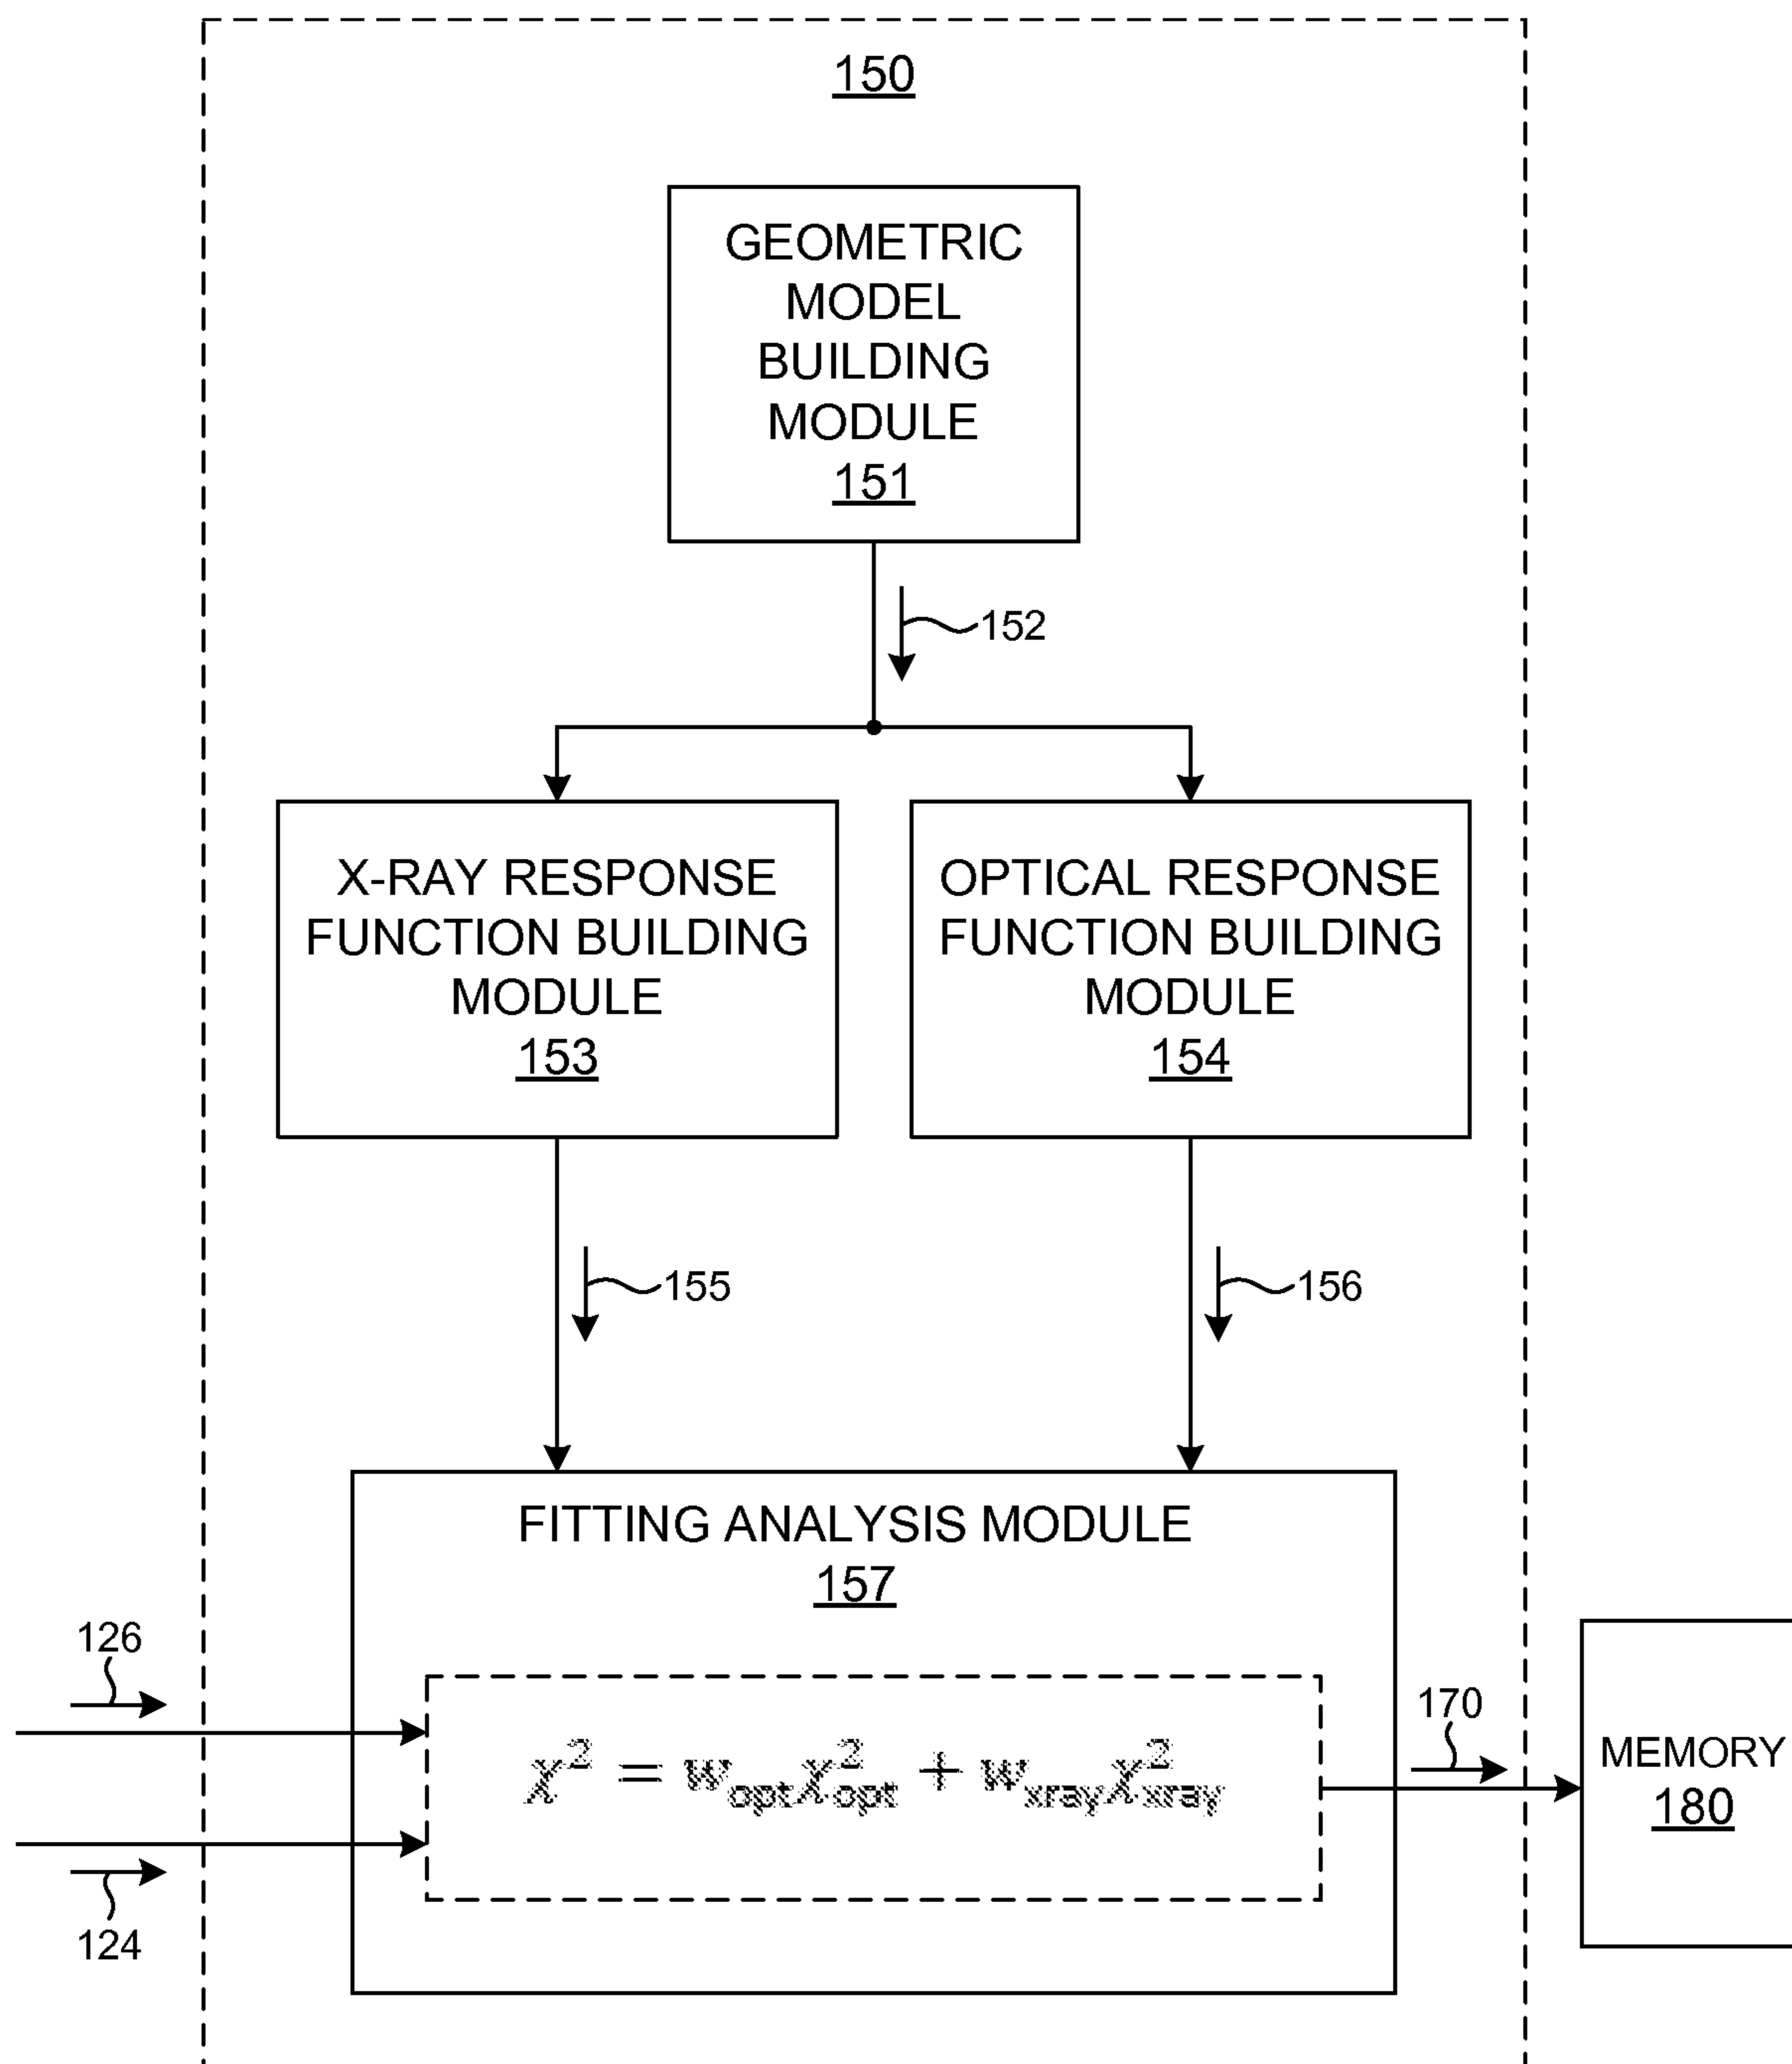 150
GEOMETRIC
MODEL
BUILDING
MODULE
151
152
X-RAY RESPONSE
FUNCTION BUILDING
MODULE
153
OPTICAL RESPONSE
FUNCTION BUILDING
MODULE
154
155
156
FITTING ANALYSIS MODULE
157
126
χ² = w_opt χ²_opt + w_xray χ²_xray
124
170
MEMORY
180